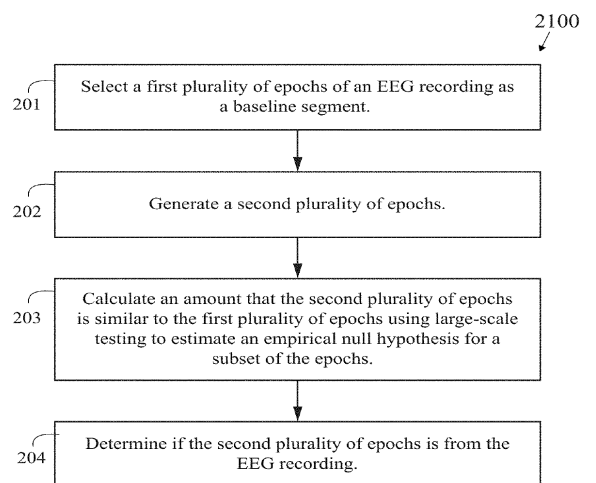 2100
201
Select a first plurality of epochs of an EEG recording as
a baseline segment.
202
Generate a second plurality of epochs.
203
Calculate an amount that the second plurality of epochs
is similar to the first plurality of epochs using large-scale
testing to estimate an empirical null hypothesis for a
subset of the epochs.
204
Determine if the second plurality of epochs is from the
EEG recording.